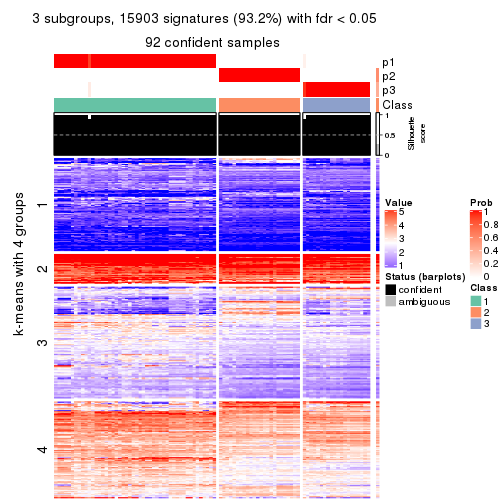 3 subgroups, 15903 signatures (93.2%) with fdr < 0.05
92 confident samples
p1
p2
p3
Class
1
0.5
0
Silhouette
score
k-means with 4 groups
1
2
3
4
Value
5
4
3
2
1
Status (barplots)
confident
ambiguous
Prob
1
0.8
0.6
0.4
0.2
0
Class
1
2
3